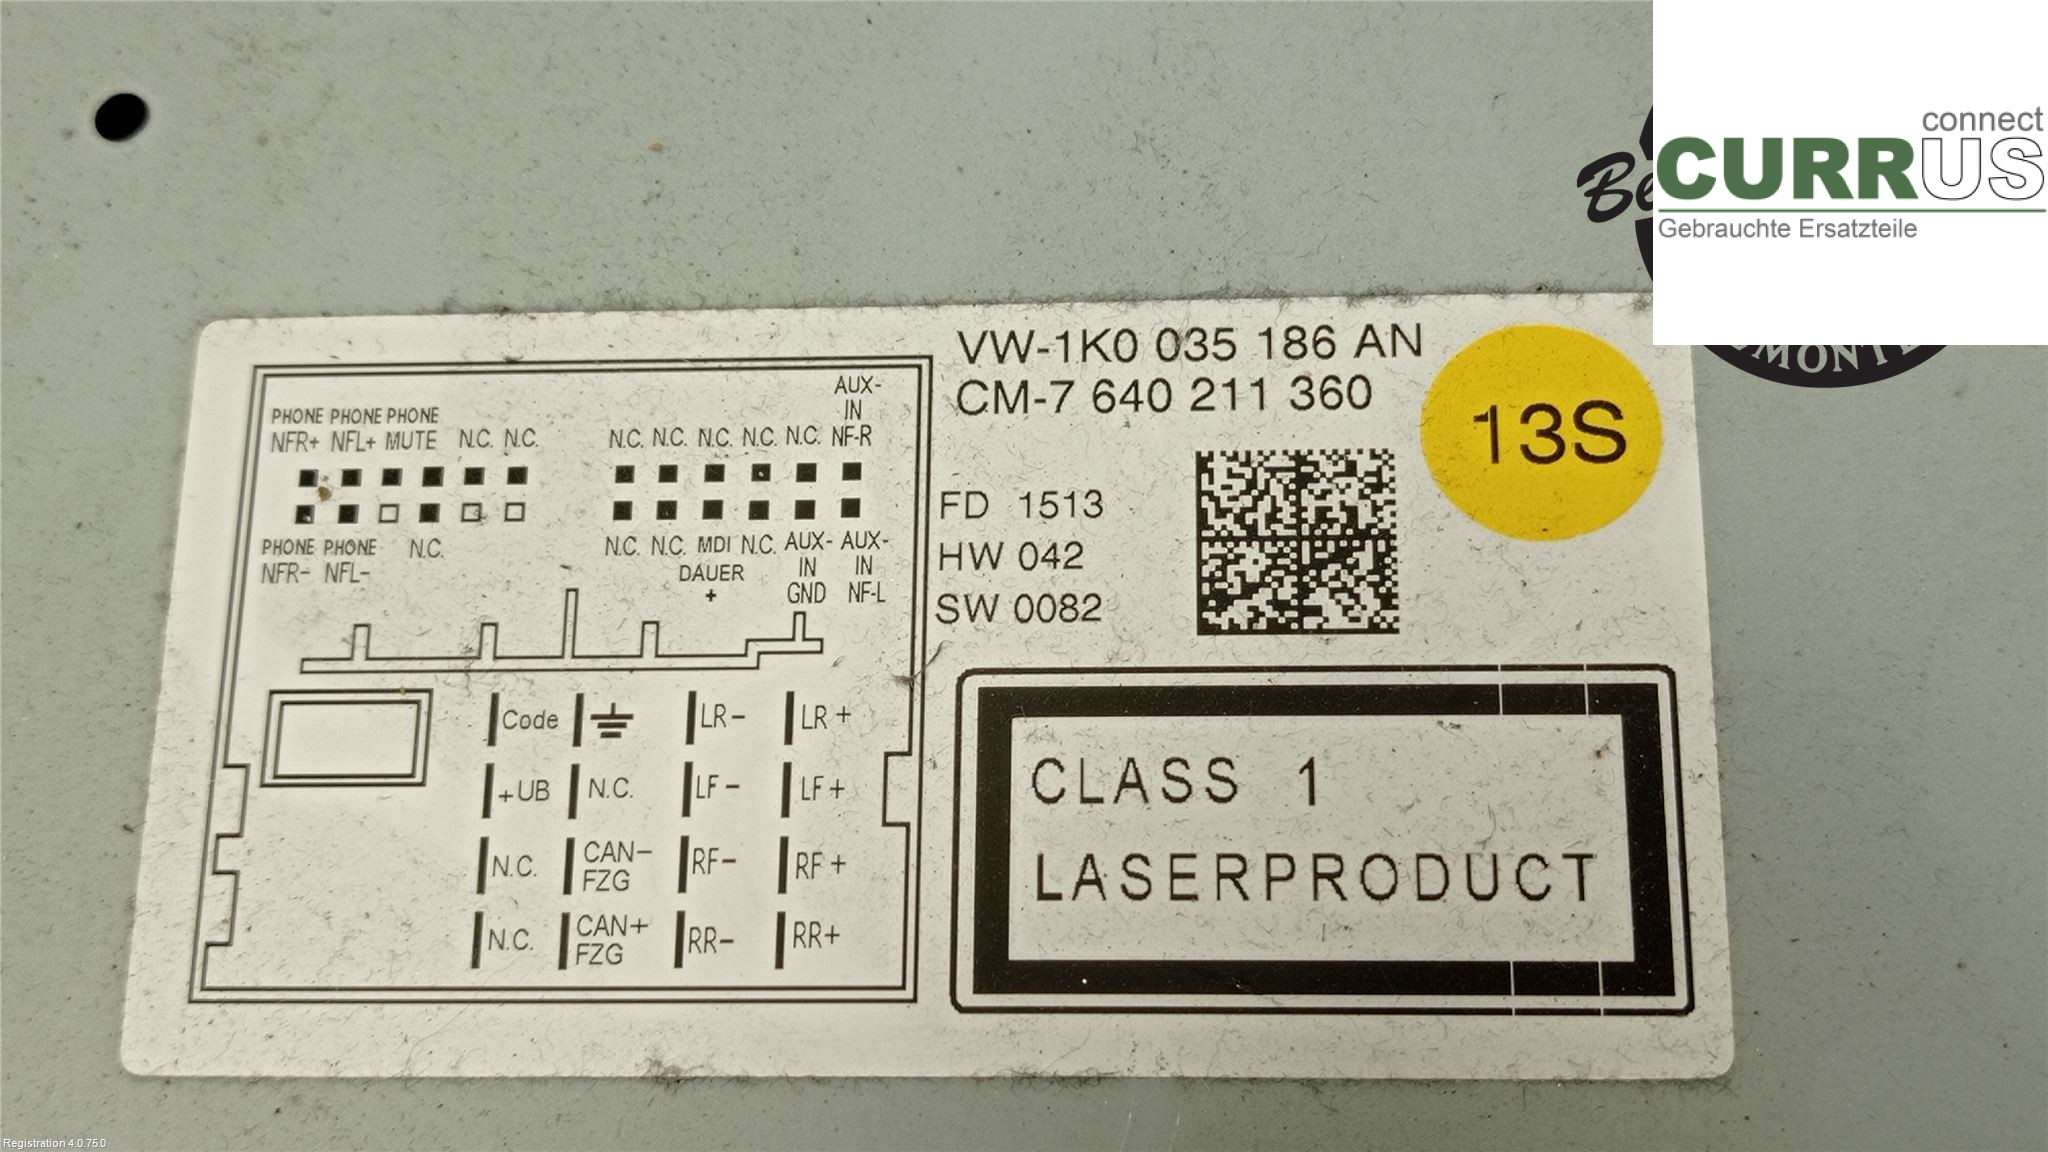 connect
CURRUS
Gebrauchte Ersatzteile
VW-1K0 035 186 AN
CM-7 640 211 360
13S
FD 1513
HW 042
SW 0082
CLASS 1
LASERPRODUCT
PHONE PHONE PHONE
NFR+ NFL+ MUTE N.C. N.C.
AUX-
IN
N.C. N.C. N.C. N.C. N.C. NF-R
PHONE PHONE N.C.
NFR- NFL-
N.C. N.C. MDI N.C. AUX- AUX-
DAUER IN IN
+ GND NF-L
Code LR- LR+
+UB N.C. LF- LF+
N.C. CAN- FZG RF- RF+
N.C. CAN+ FZG RR- RR+
Registration 4.0.75.0